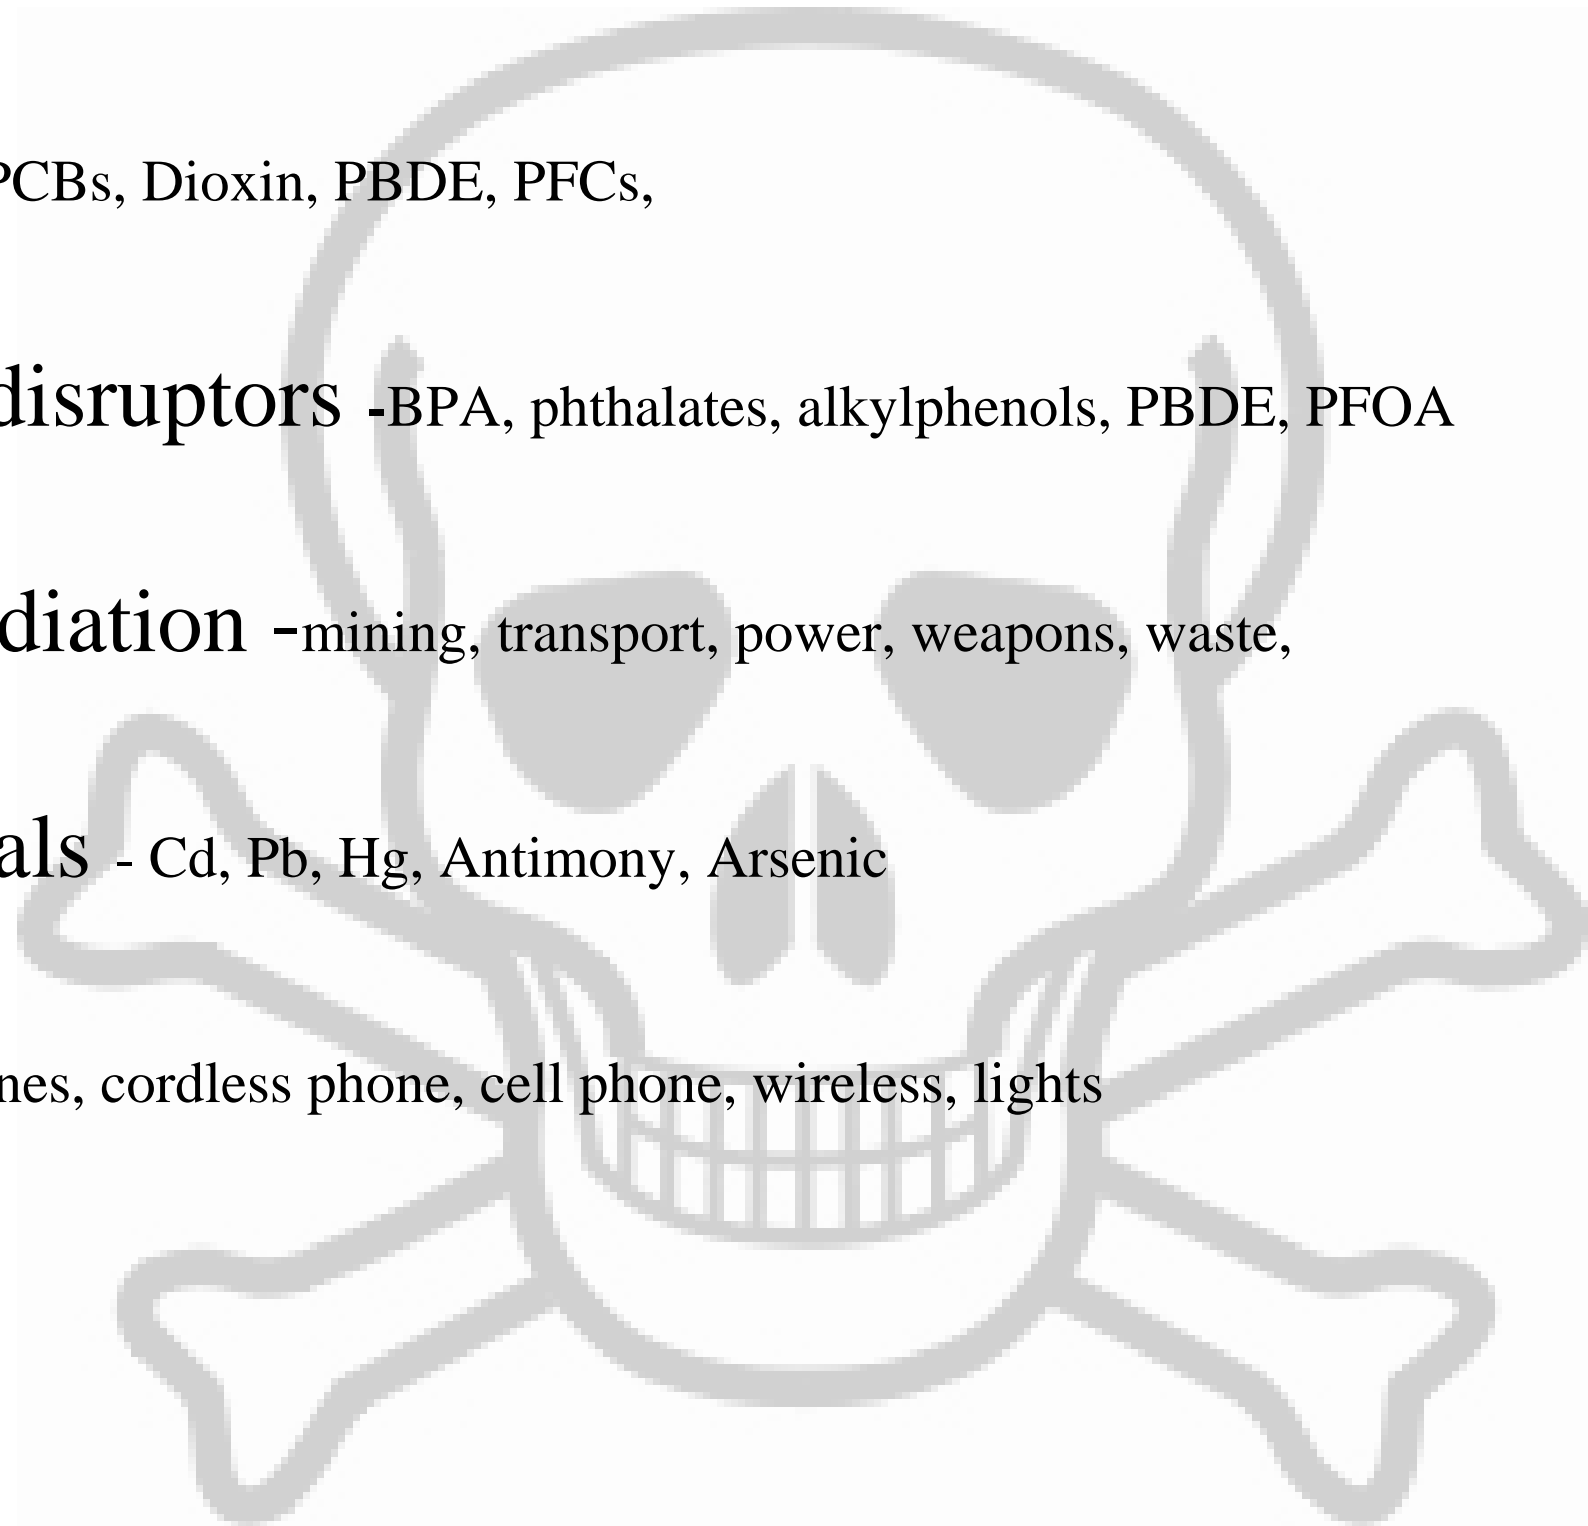 PCBs, Dioxin, PBDE, PFCs,
disruptors -BPA, phthalates, alkylphenols, PBDE, PFOA
diation -mining, transport, power, weapons, waste,
als - Cd, Pb, Hg, Antimony, Arsenic
nes, cordless phone, cell phone, wireless, lights